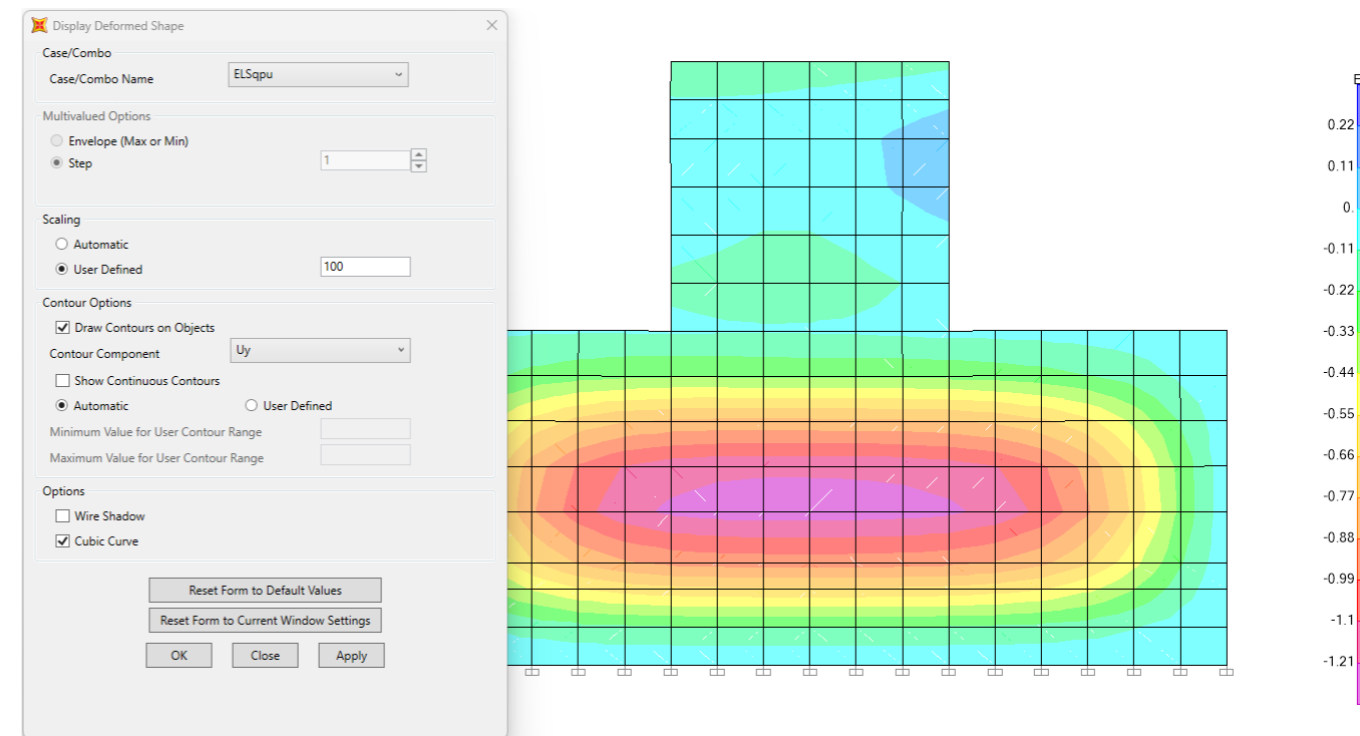 Display Deformed Shape
Case/Combo
Case/Combo Name ELSqpu
Multivalued Options
Envelope (Max or Min)
Step 1
Scaling
Automatic
User Defined 100
Contour Options
Draw Contours on Objects
Contour Component Uy
Show Continuous Contours
Automatic User Defined
Minimum Value for User Contour Range
Maximum Value for User Contour Range
Options
Wire Shadow
Cubic Curve
Reset Form to Default Values
Reset Form to Current Window Settings
OK Close Apply
0.22
0.11
0.
-0.11
-0.22
-0.33
-0.44
-0.55
-0.66
-0.77
-0.88
-0.99
-1.1
-1.21